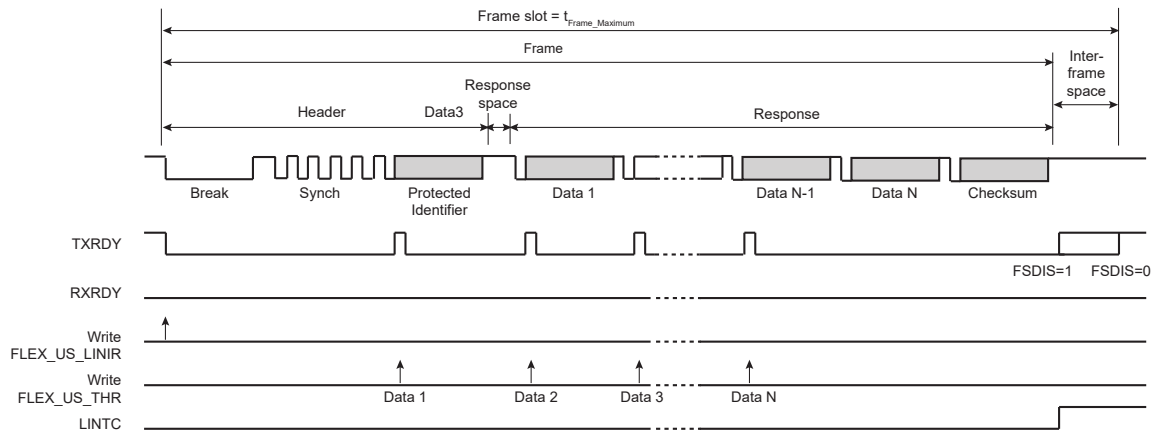 Frame slot = tFrame_Maximum
Frame
Inter-
frame
space
Response
space
Header
Data3
Response
Break
Synch
Protected
Identifier
Data 1
Data N-1
Data N
Checksum
TXRDY
FSDIS=1
FSDIS=0
RXRDY
Write
FLEX_US_LINIR
Write
FLEX_US_THR
Data 1
Data 2
Data 3
Data N
LINTC